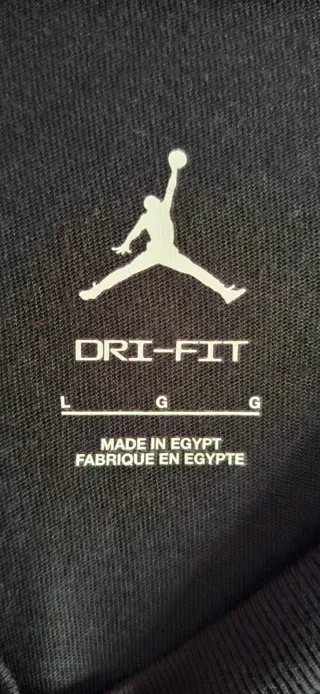 DRI-FIT
L G G
MADE IN EGYPT
FABRIQUE EN EGYPTE